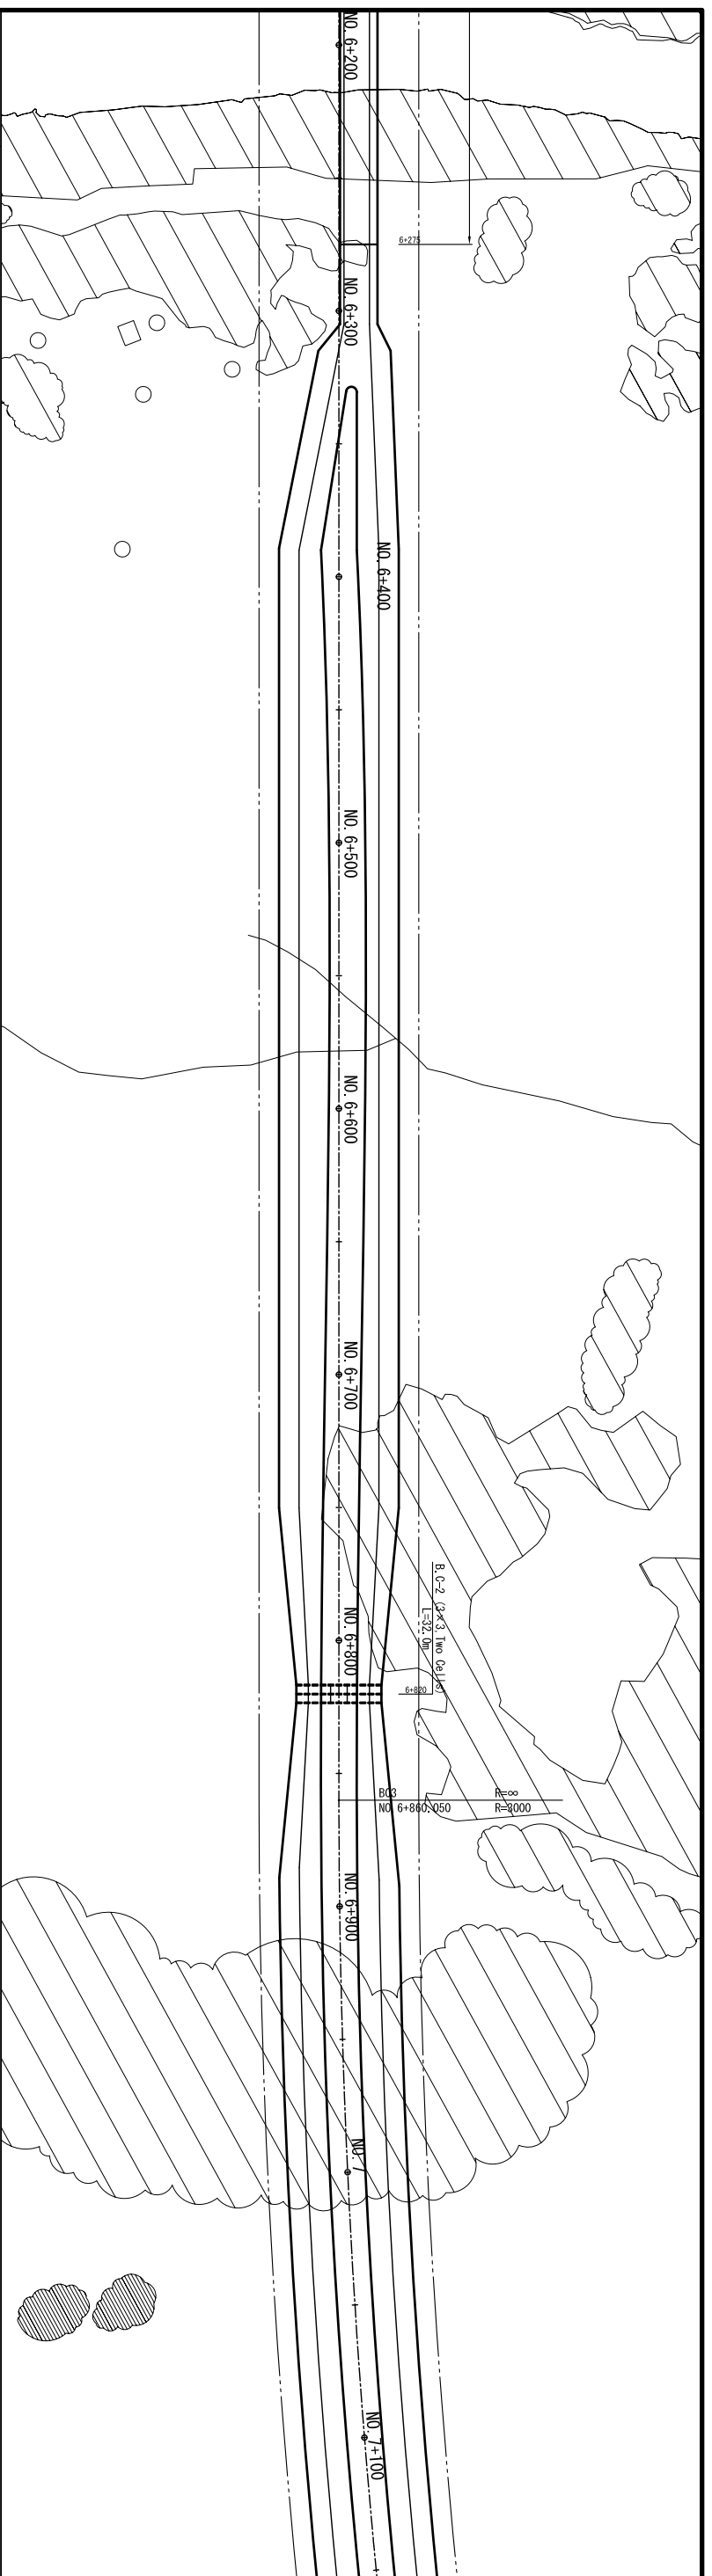 NO. 6+200
6+275
NO. 6+300
NO. 6+400
NO. 6+500
NO. 6+600
NO. 6+700
B.C-2 (3×3,Two Cells)
L=32.0m
NO. 6+800
6+820
BC3 R=∞
NO.6+860.050 R=3000
NO. 6+900
NO. 7
NO. 7+100